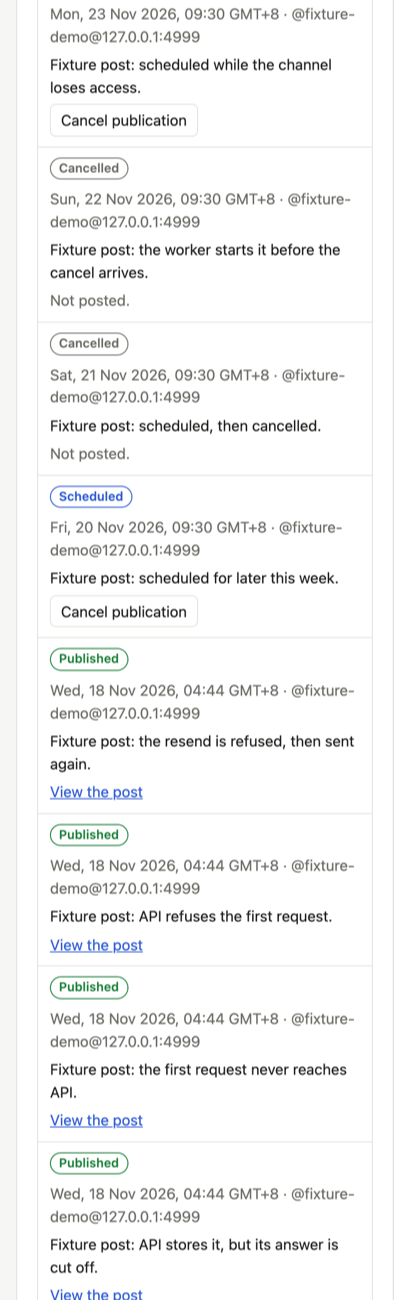 Mon, 23 Nov 2026, 09:30 GMT+8 · @fixture-
demo@127.0.0.1:4999
Fixture post: scheduled while the channel
loses access.
Cancel publication
Cancelled
Sun, 22 Nov 2026, 09:30 GMT+8 · @fixture-
demo@127.0.0.1:4999
Fixture post: the worker starts it before the
cancel arrives.
Not posted.
Cancelled
Sat, 21 Nov 2026, 09:30 GMT+8 · @fixture-
demo@127.0.0.1:4999
Fixture post: scheduled, then cancelled.
Not posted.
Scheduled
Fri, 20 Nov 2026, 09:30 GMT+8 · @fixture-
demo@127.0.0.1:4999
Fixture post: scheduled for later this week.
Cancel publication
Published
Wed, 18 Nov 2026, 04:44 GMT+8 · @fixture-
demo@127.0.0.1:4999
Fixture post: the resend is refused, then sent
again.
View the post
Published
Wed, 18 Nov 2026, 04:44 GMT+8 · @fixture-
demo@127.0.0.1:4999
Fixture post: API refuses the first request.
View the post
Published
Wed, 18 Nov 2026, 04:44 GMT+8 · @fixture-
demo@127.0.0.1:4999
Fixture post: the first request never reaches
API.
View the post
Published
Wed, 18 Nov 2026, 04:44 GMT+8 · @fixture-
demo@127.0.0.1:4999
Fixture post: API stores it, but its answer is
cut off.
View the post